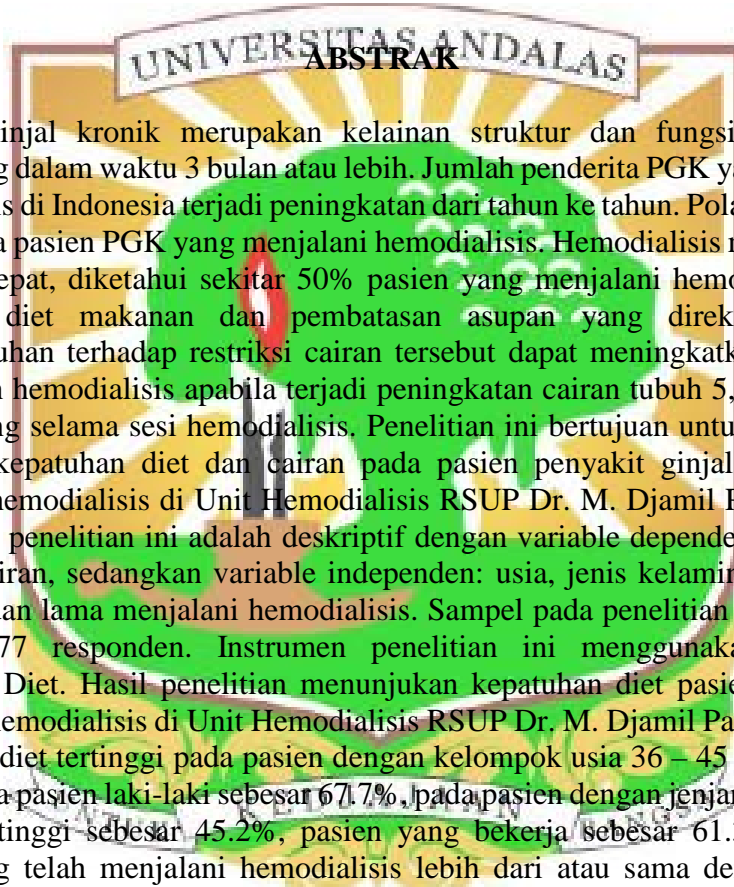 UNIVERSITAS ANDALAS
ABSTRAK
injal kronik merupakan kelainan struktur dan fungsi
dalam waktu 3 bulan atau lebih. Jumlah penderita PGK
di Indonesia terjadi peningkatan dari tahun ke tahun. Pola
pasien PGK yang menjalani hemodialisis. Hemodialisis
epat, diketahui sekitar 50% pasien yang menjalani hemo
diet makanan dan pembatasan asupan yang direk
uhan terhadap restriksi cairan tersebut dapat meningkatk
hemodialisis apabila terjadi peningkatan cairan tubuh 5,
selama sesi hemodialisis. Penelitian ini bertujuan untu
kepatuhan diet dan cairan pada pasien penyakit ginjal
hemodialisis di Unit Hemodialisis RSUP Dr. M. Djamil
penelitian ini adalah deskriptif dengan variable depende
iran, sedangkan variable independen: usia, jenis kelamin
dan lama menjalani hemodialisis. Sampel pada penelitian
77 responden. Instrumen penelitian ini menggunaka
Diet. Hasil penelitian menunjukan kepatuhan diet pasie
hemodialisis di Unit Hemodialisis RSUP Dr. M. Djamil Pa
diet tertinggi pada pasien dengan kelompok usia 36 – 45
pasien laki-laki sebesar 67.7%, pada pasien dengan jenjan
tinggi sebesar 45.2%, pasien yang bekerja sebesar 61.
telah menjalani hemodialisis lebih dari atau sama de